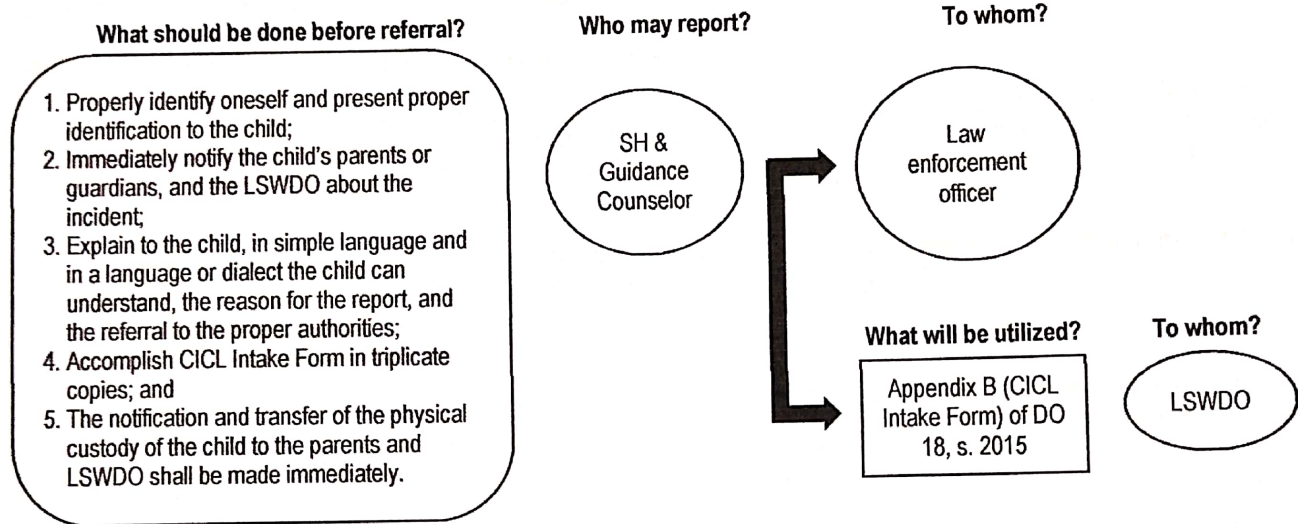 What should be done before referral?
1. Properly identify oneself and present proper
identification to the child;
2. Immediately notify the child's parents or
guardians, and the LSWDO about the
incident;
3. Explain to the child, in simple language and
in a language or dialect the child can
understand, the reason for the report, and
the referral to the proper authorities;
4. Accomplish CICL Intake Form in triplicate
copies; and
5. The notification and transfer of the physical
custody of the child to the parents and
LSWDO shall be made immediately.
Who may report?
SH &
Guidance
Counselor
To whom?
Law
enforcement
officer
What will be utilized?
Appendix B (CICL
Intake Form) of DO
18, s. 2015
To whom?
LSWDO